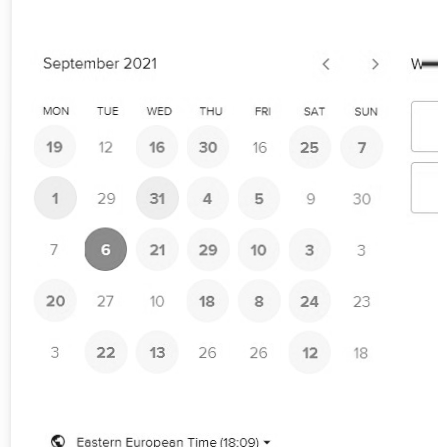 September 2021
MON TUE WED THU FRI SAT SUN
19 12 16 30 16 25 7
1 29 31 4 5 9 30
7 6 21 29 10 3 3
20 27 10 18 8 24 23
3 22 13 26 26 12 18
Eastern European Time (18:09)